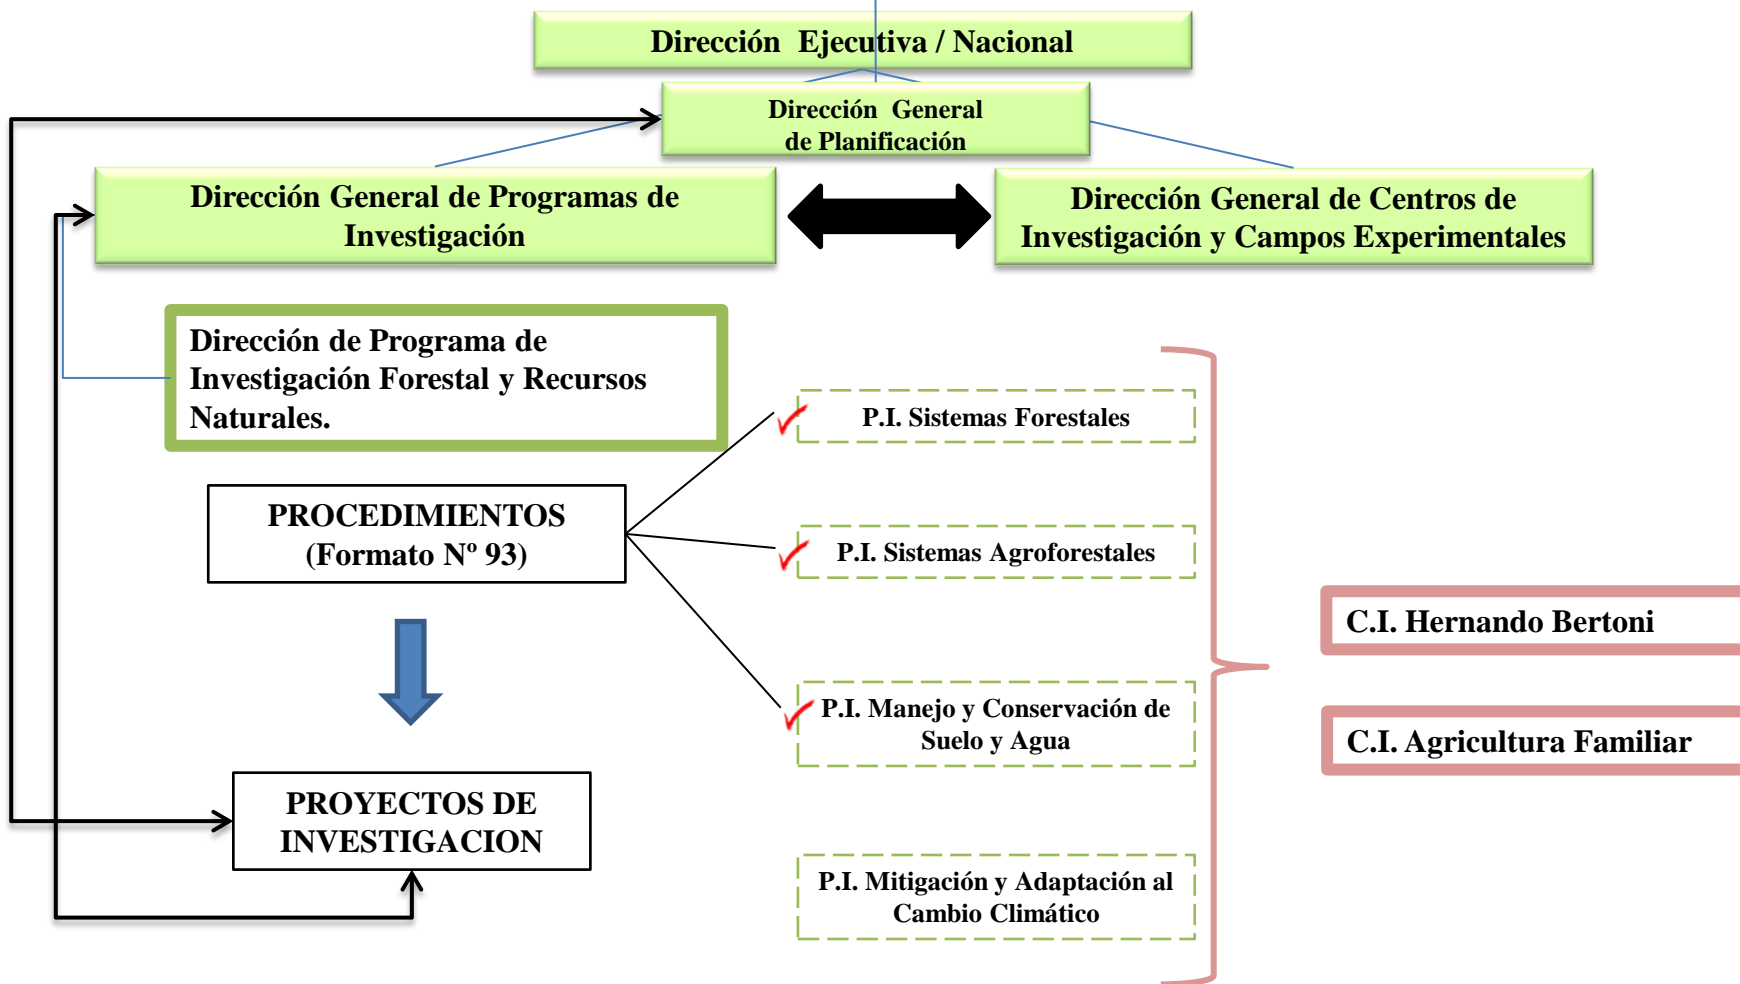 Dirección Ejecutiva / Nacional
Dirección General
de Planificación
Dirección General de Programas de
Investigación
Dirección General de Centros de
Investigación y Campos Experimentales
Dirección de Programa de
Investigación Forestal y Recursos
Naturales.
PROCEDIMIENTOS
(Formato Nº 93)
PROYECTOS DE
INVESTIGACION
P.I. Sistemas Forestales
P.I. Sistemas Agroforestales
P.I. Manejo y Conservación de
Suelo y Agua
P.I. Mitigación y Adaptación al
Cambio Climático
C.I. Hernando Bertoni
C.I. Agricultura Familiar